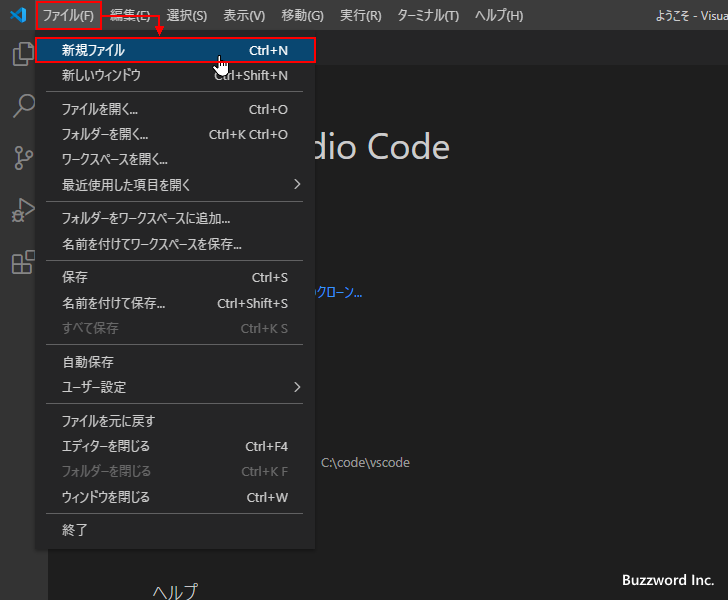 ファイル(F) 編集(E) 選択(S) 表示(V) 移動(G) 実行(R) ターミナル(T) ヘルプ(H) ようこそ - Visua
新規ファイル Ctrl+N
新しいウィンドウ Ctrl+Shift+N
ファイルを開く... Ctrl+O
フォルダーを開く... Ctrl+K Ctrl+O
ワークスペースを開く...
最近使用した項目を開く
フォルダーをワークスペースに追加...
名前を付けてワークスペースを保存...
保存 Ctrl+S
名前を付けて保存... Ctrl+Shift+S
すべて保存 Ctrl+K S
自動保存
ユーザー設定
ファイルを元に戻す
エディターを閉じる Ctrl+F4
フォルダーを閉じる Ctrl+K F
ウィンドウを閉じる Ctrl+W
終了
dio Code
クローン...
C:\code\vscode
ヘルプ
Buzzword Inc.